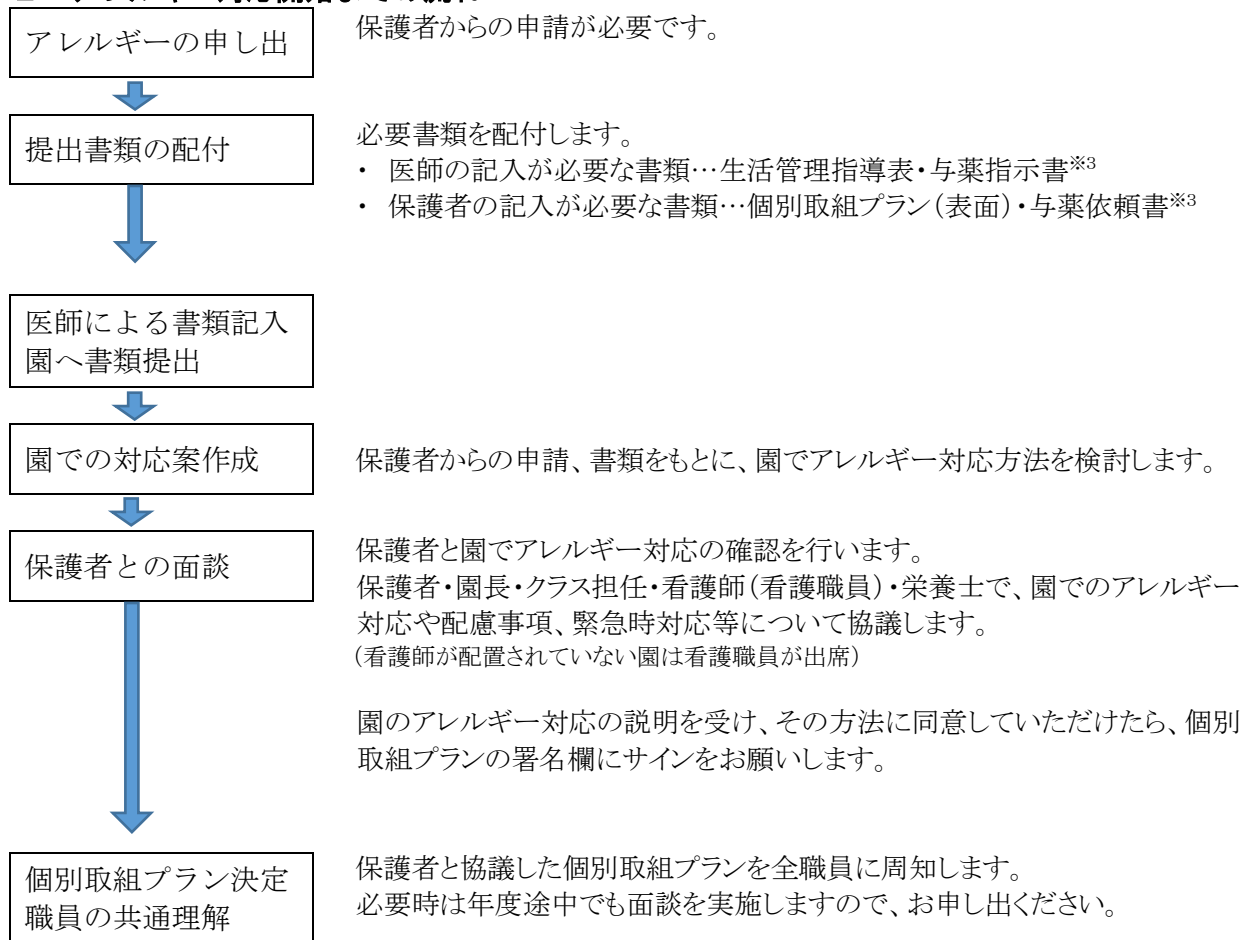 アレルギーの申し出
保護者からの申請が必要です。
提出書類の配付
必要書類を配付します。
・ 医師の記入が必要な書類…生活管理指導表・与薬指示書※3
・ 保護者の記入が必要な書類…個別取組プラン(表面)・与薬依頼書※3
医師による書類記入
園へ書類提出
園での対応案作成
保護者からの申請、書類をもとに、園でアレルギー対応方法を検討します。
保護者との面談
保護者と園でアレルギー対応の確認を行います。
保護者・園長・クラス担任・看護師(看護職員)・栄養士で、園でのアレルギー
対応や配慮事項、緊急時対応等について協議します。
(看護師が配置されていない園は看護職員が出席)
園のアレルギー対応の説明を受け、その方法に同意していただけたら、個別
取組プランの署名欄にサインをお願いします。
個別取組プラン決定
職員の共通理解
保護者と協議した個別取組プランを全職員に周知します。
必要時は年度途中でも面談を実施しますので、お申し出ください。